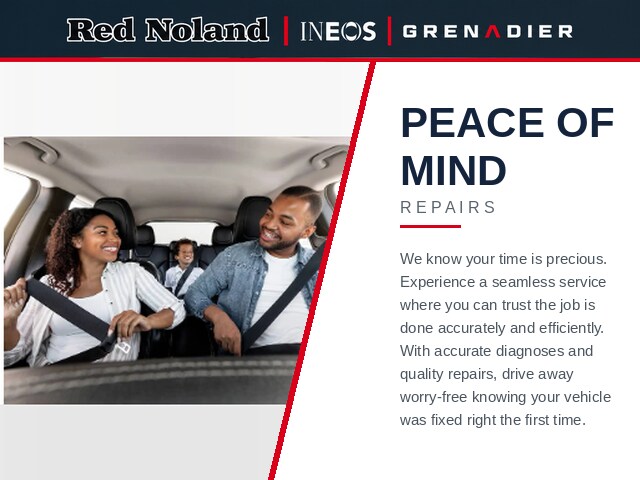 Red Noland | INEOS | GRENADIER
PEACE OF
MIND
REPAIRS
We know your time is precious.
Experience a seamless service
where you can trust the job is
done accurately and efficiently.
With accurate diagnoses and
quality repairs, drive away
worry-free knowing your vehicle
was fixed right the first time.